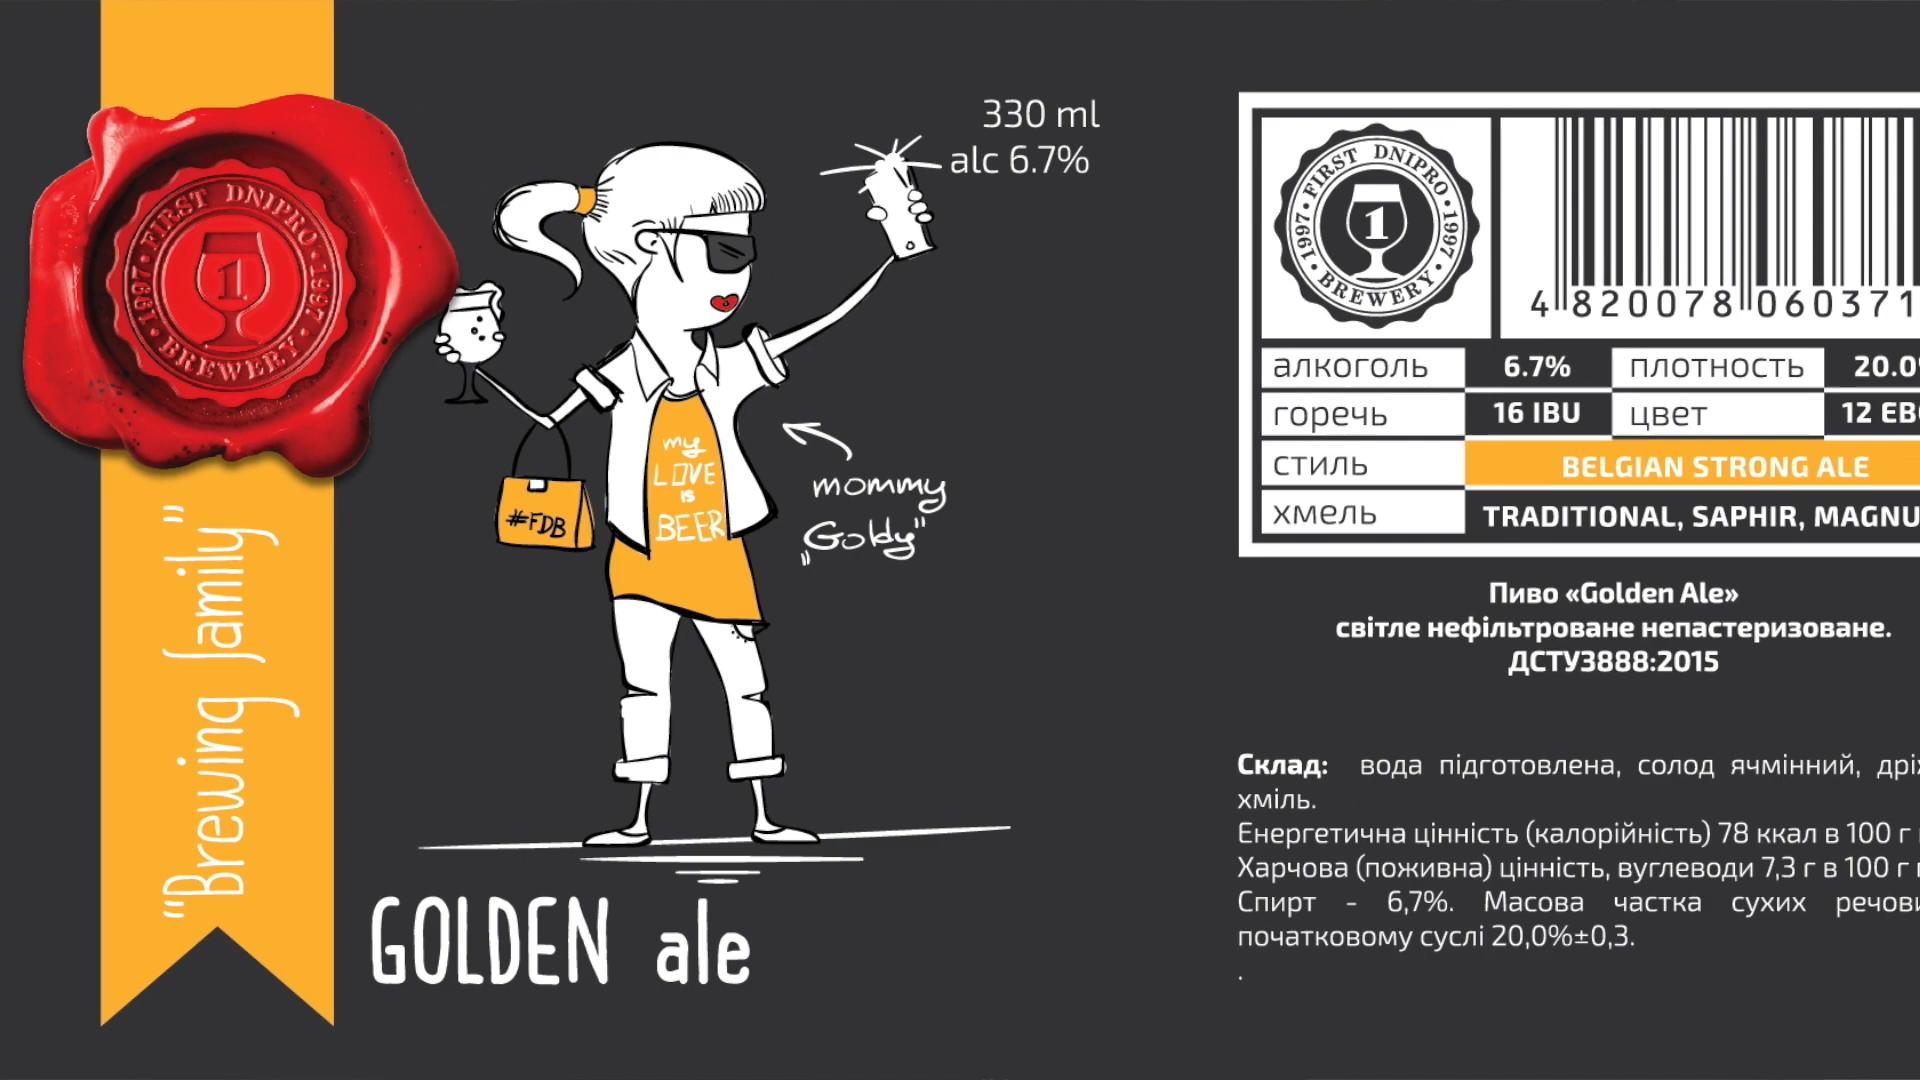 FIRST DNIPRO
1997 1 1997
BREWERY
"Brewing family"
330 ml
alc 6.7%
my
LOVE
is
BEER
#FDB
mommy
„Goldy"
GOLDEN ale
FIRST DNIPRO
1997 1 1997
BREWERY
4 820078 060371
алкоголь 6.7% плотность
горечь 16 IBU цвет
стиль BELGIAN STRONG ALE
хмель TRADITIONAL, SAPHIR,
Пиво «Golden Ale»
світле нефільтроване непастеризоване.
ДСТУ3888:2015
Склад: вода підготовлена, солод ячмінний,
хміль.
Енергетична цінність (калорійність) 78 ккал в 100 г
Харчова (поживна) цінність, вуглеводи 7,3 г в 100 г
Спирт - 6,7%. Масова частка сухих
початковому суслі 20,0%±0,3.
.